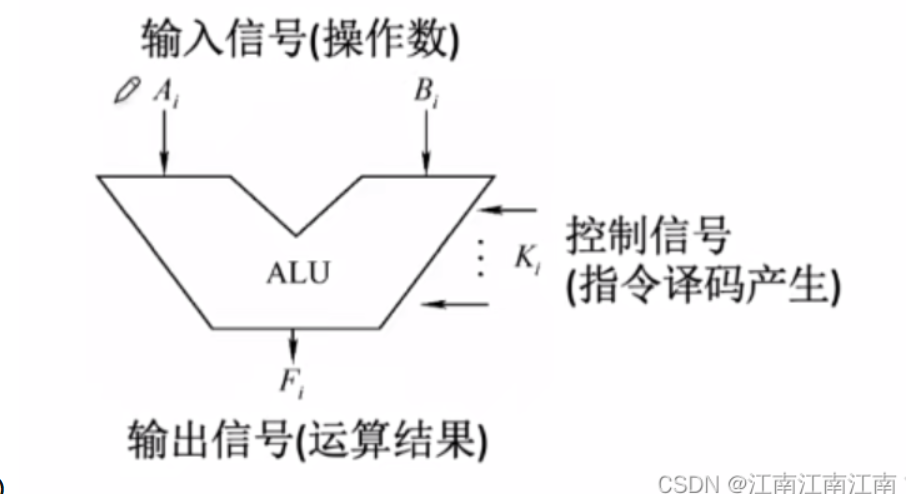 输入信号(操作数)
Ai
Bi
控制信号
Ki
(指令译码产生)
ALU
Fi
输出信号(运算结果)
)
CSDN @江南江南江南